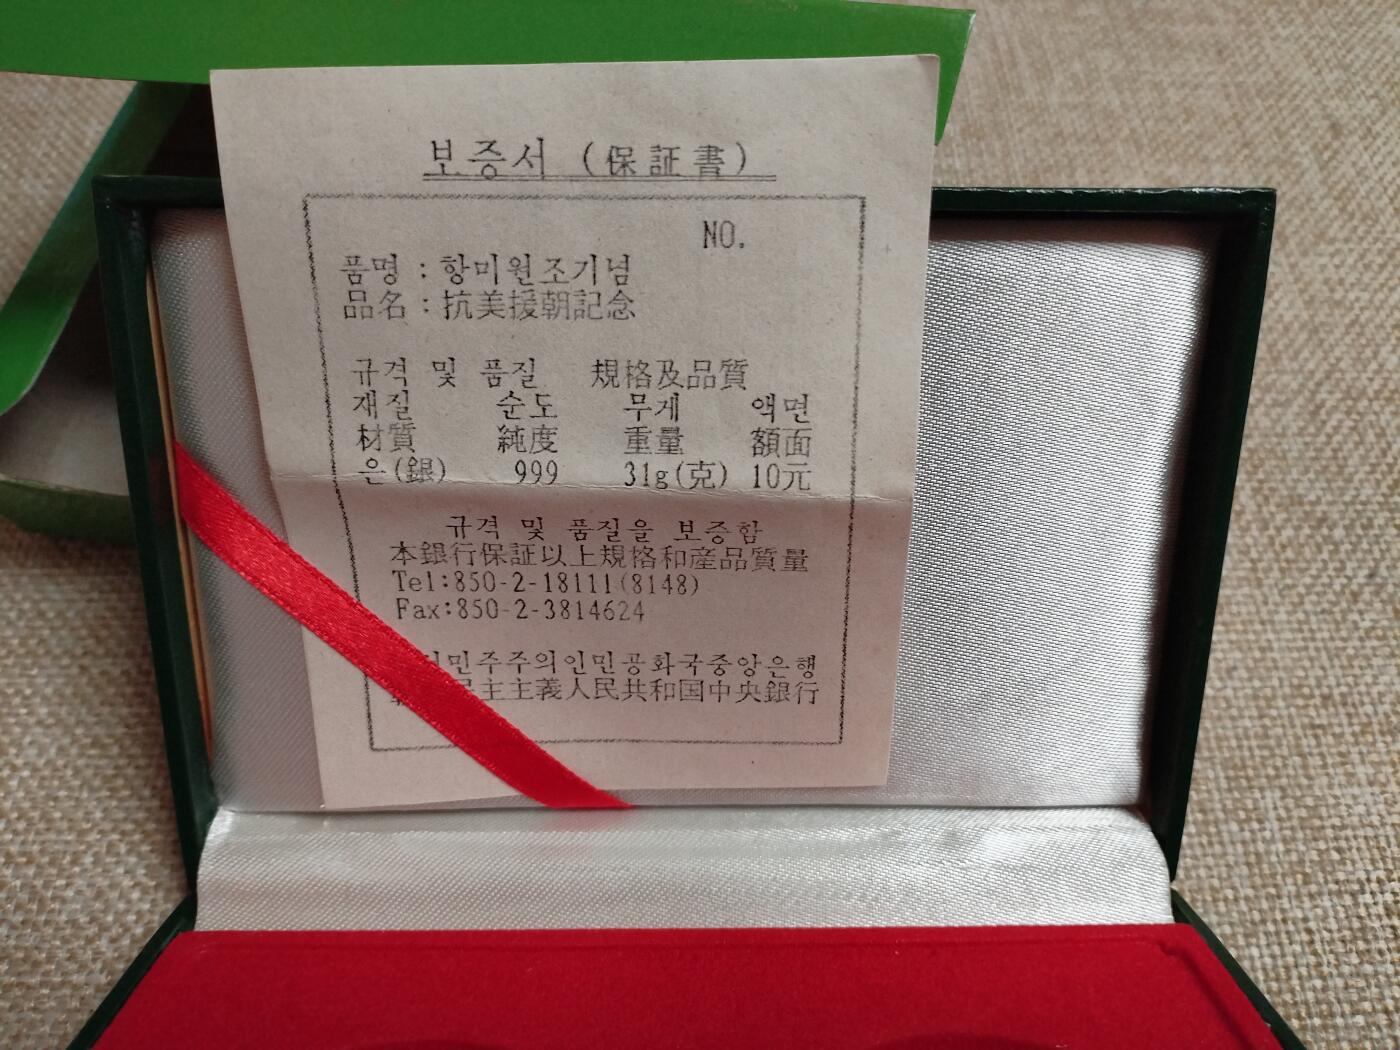 보증서 (保証書)
NO.
품명 : 항미원조기념
品名 : 抗美援朝記念
규격 및 품질 規格及品質
재질 순도 무게 액면
材質 純度 重量 額面
은(銀) 999 31g(克) 10元
규격 및 품질을 보증함
本銀行保証以上規格和産品質量
Tel:850-2-18111(8148)
Fax:850-2-3814624
민주주의인민공화국중앙은행
主主義人民共和国中央銀行